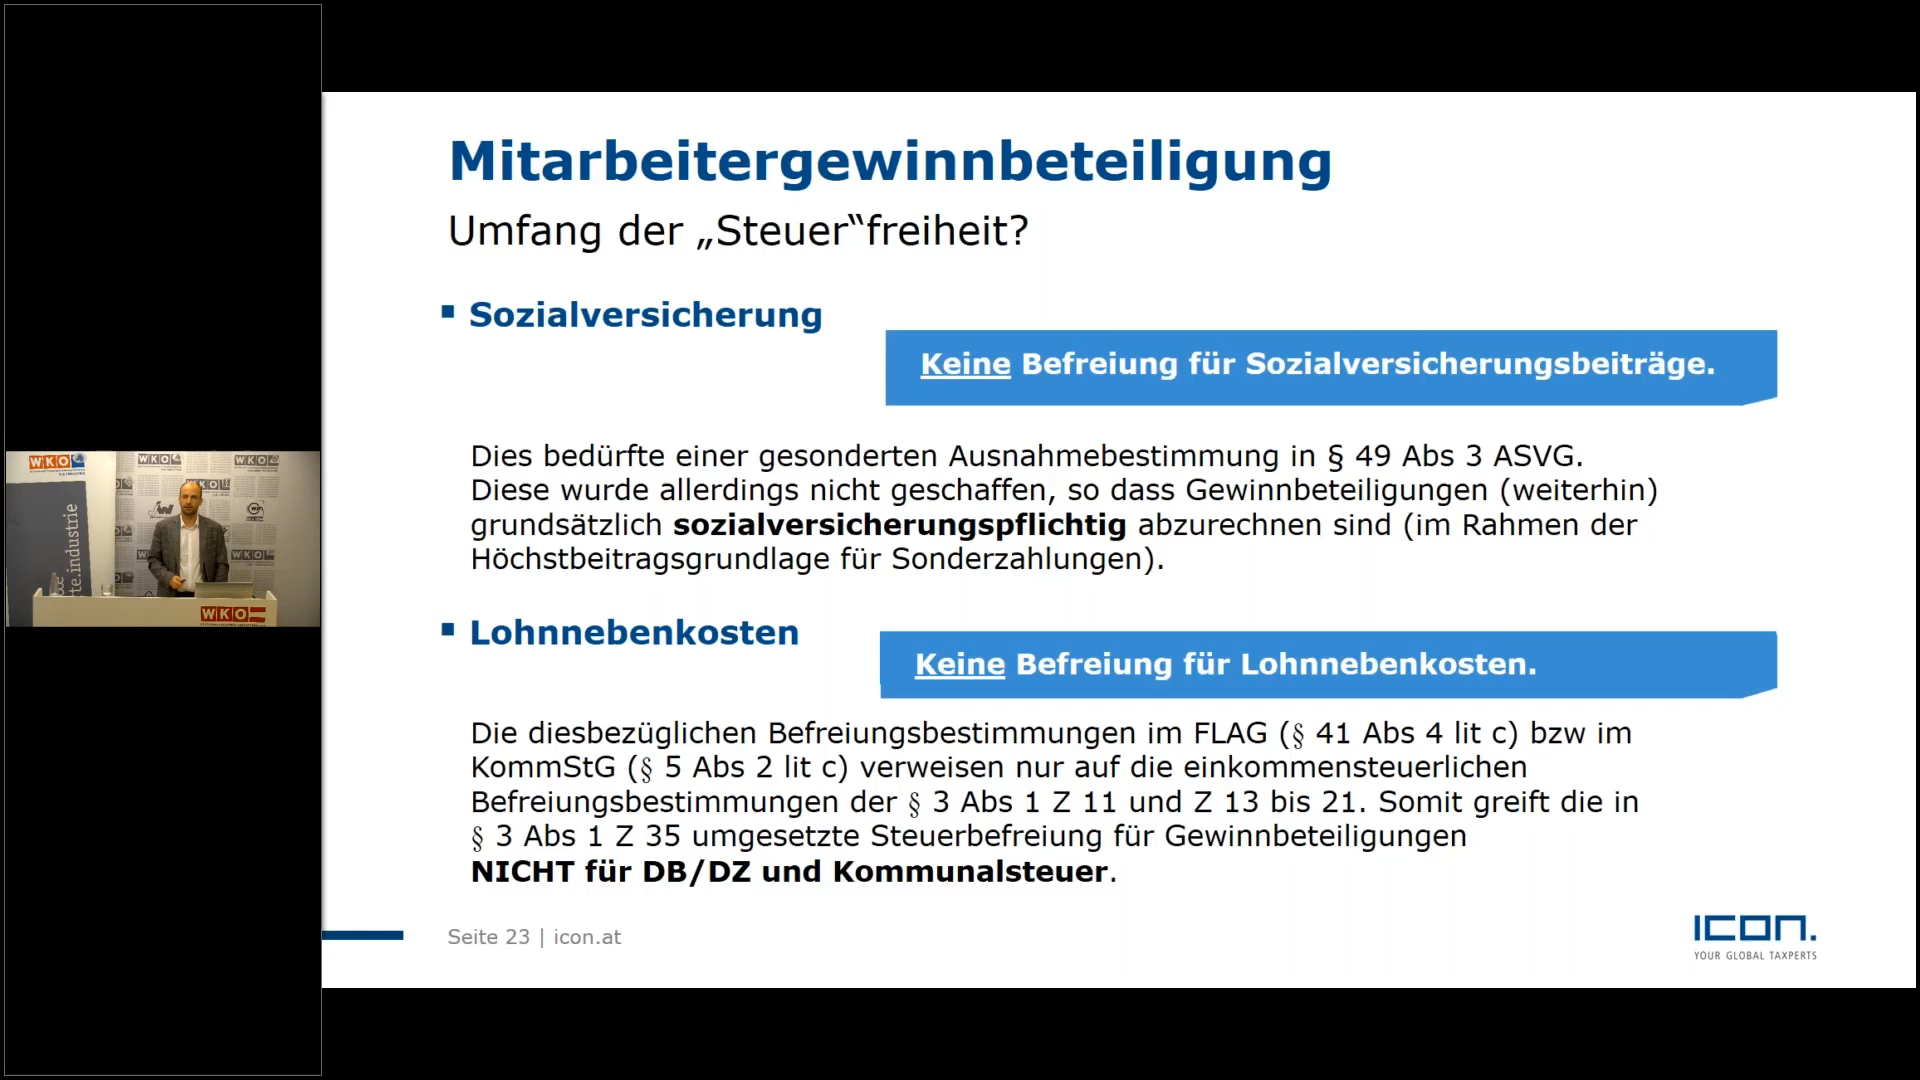 Mitarbeitergewinnbeteiligung
Umfang der „Steuer“freiheit?
▪ Sozialversicherung
Keine Befreiung für Sozialversicherungsbeiträge.
Dies bedürfte einer gesonderten Ausnahmebestimmung in § 49 Abs 3 ASVG.
Diese wurde allerdings nicht geschaffen, so dass Gewinnbeteiligungen (weiterhin)
grundsätzlich sozialversicherungspflichtig abzurechnen sind (im Rahmen der
Höchstbeitragsgrundlage für Sonderzahlungen).
▪ Lohnnebenkosten
Keine Befreiung für Lohnnebenkosten.
Die diesbezüglichen Befreiungsbestimmungen im FLAG (§ 41 Abs 4 lit c) bzw im
KommStG (§ 5 Abs 2 lit c) verweisen nur auf die einkommensteuerlichen
Befreiungsbestimmungen der § 3 Abs 1 Z 11 und Z 13 bis 21. Somit greift die in
§ 3 Abs 1 Z 35 umgesetzte Steuerbefreiung für Gewinnbeteiligungen
NICHT für DB/DZ und Kommunalsteuer.
Seite 23 | icon.at
ICON.
YOUR GLOBAL TAXPERTS
WKO
WKO
WKO
te.industrie
WKO
WKO
WKO
WKO